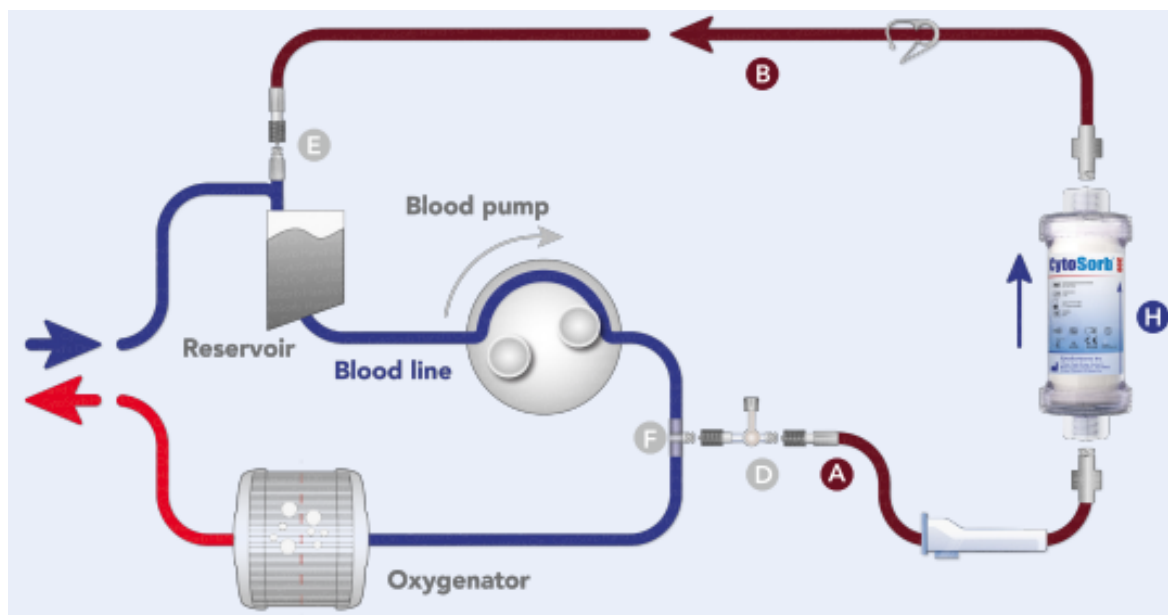 B
E
Blood pump
CytoSorb
H
Reservoir
Blood line
F
D
A
Oxygenator